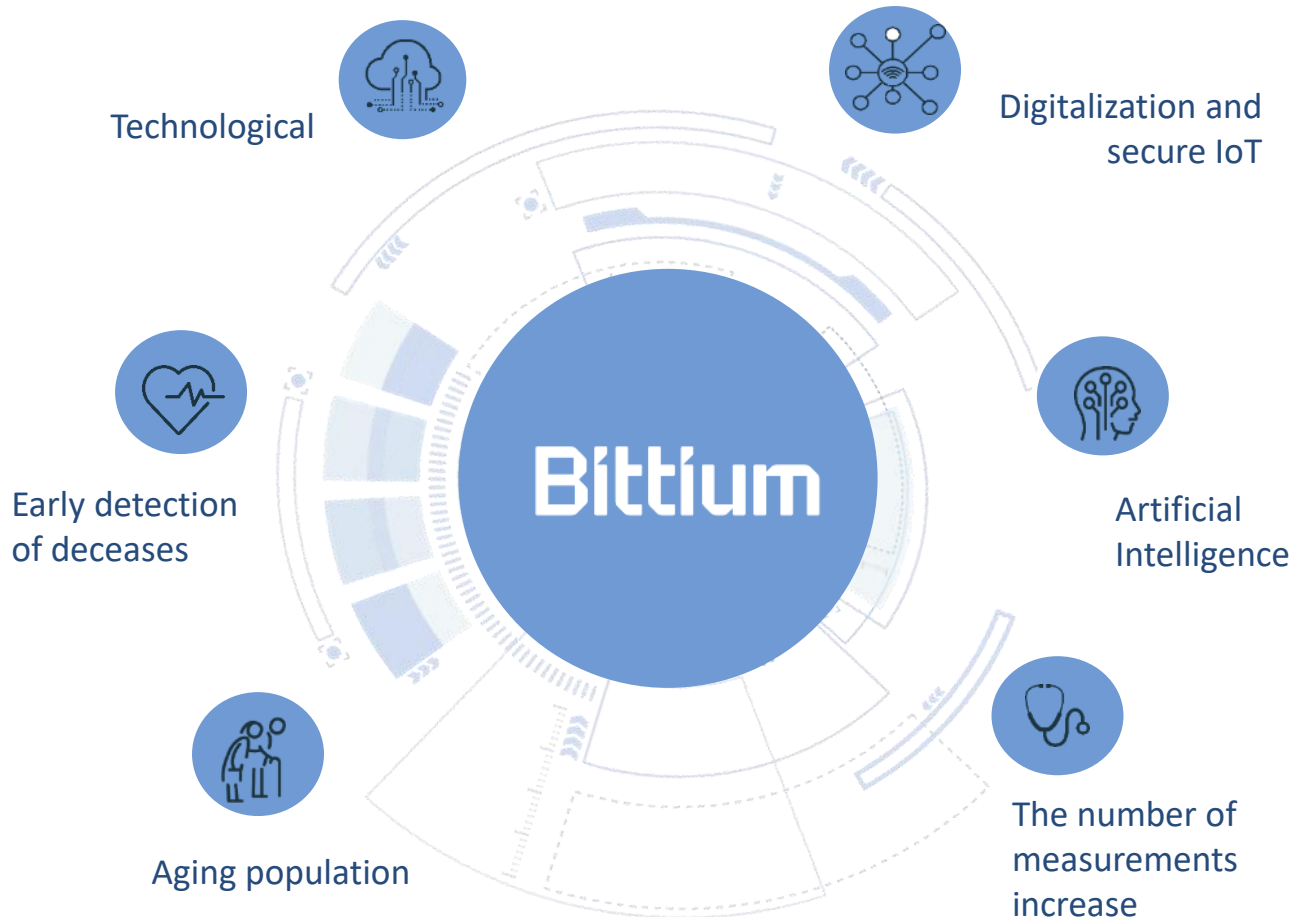 Technological
Digitalization and
secure IoT
Early detection
of deceases
Bittium
Artificial
Intelligence
Aging population
The number of
measurements
increase